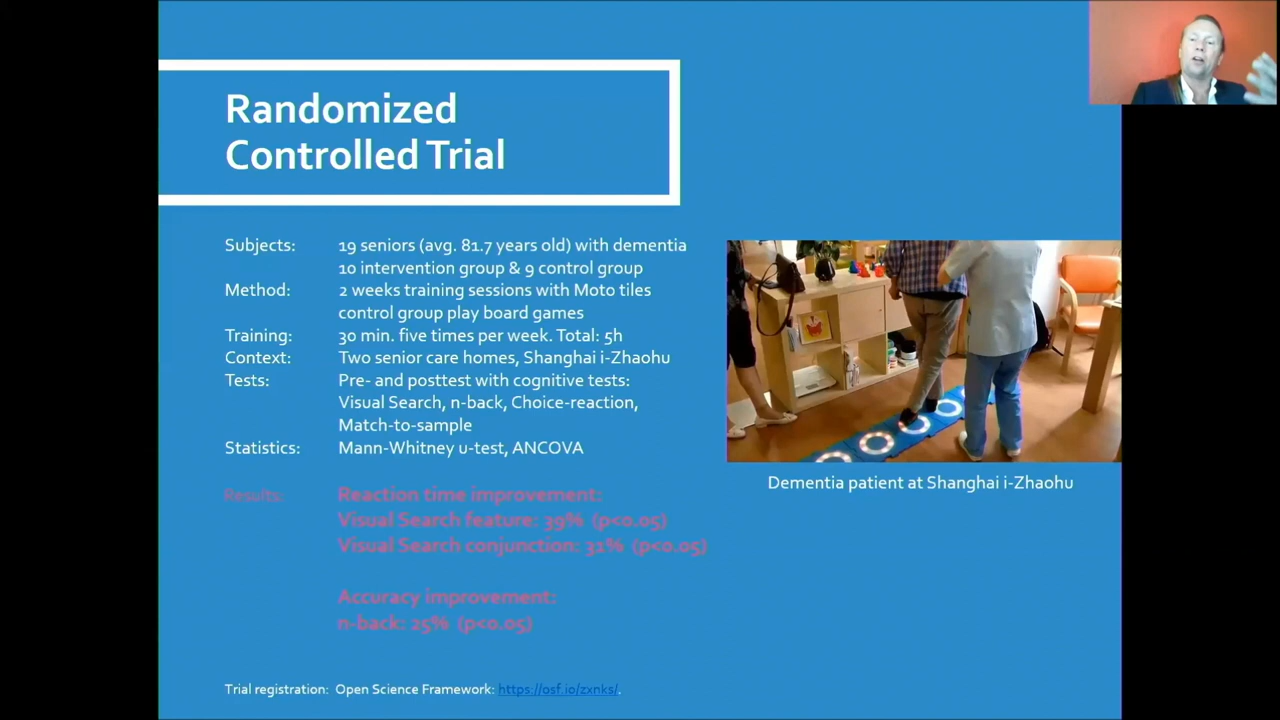 Randomized
Controlled Trial
Subjects: 19 seniors (avg. 81.7 years old) with dementia
10 intervention group & 9 control group
Method: 2 weeks training sessions with Moto tiles
control group play board games
Training: 30 min. five times per week. Total: 5h
Context: Two senior care homes, Shanghai i-Zhaohu
Tests: Pre- and posttest with cognitive tests:
Visual Search, n-back, Choice-reaction,
Match-to-sample
Statistics: Mann-Whitney u-test, ANCOVA
Results: Reaction time improvement:
Visual Search feature: 39% (p<0.05)
Visual Search conjunction: 31% (p<0.05)
Accuracy improvement:
n-back: 25% (p<0.05)
Dementia patient at Shanghai i-Zhaohu
Trial registration: Open Science Framework: https://osf.io/zxnks/.